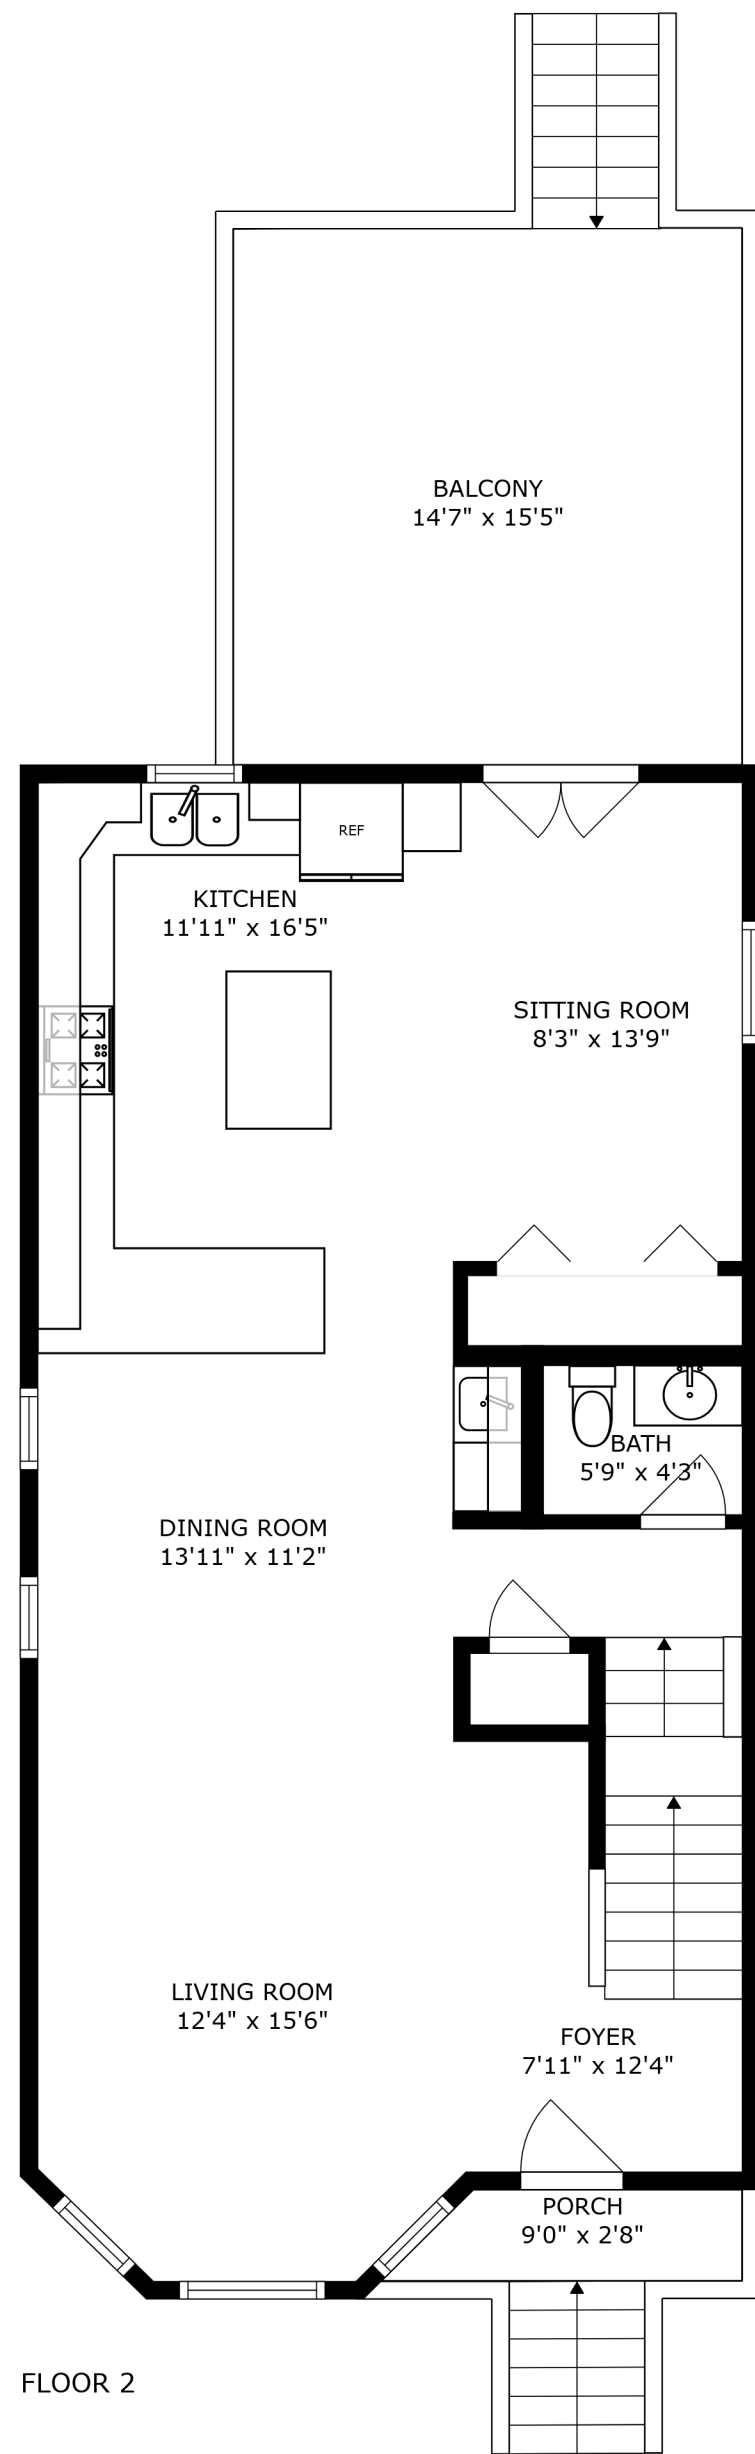 BALCONY
14'7" x 15'5"
REF
KITCHEN
11'11" x 16'5"
SITTING ROOM
8'3" x 13'9"
BATH
5'9" x 4'3"
DINING ROOM
13'11" x 11'2"
LIVING ROOM
12'4" x 15'6"
FOYER
7'11" x 12'4"
PORCH
9'0" x 2'8"
FLOOR 2